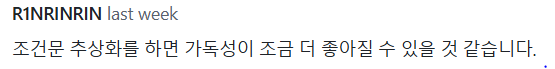 R1NRINRIN last week
조건문 추상화를 하면 가독성이 조금 더 좋아질 수 있을 것 같습니다.